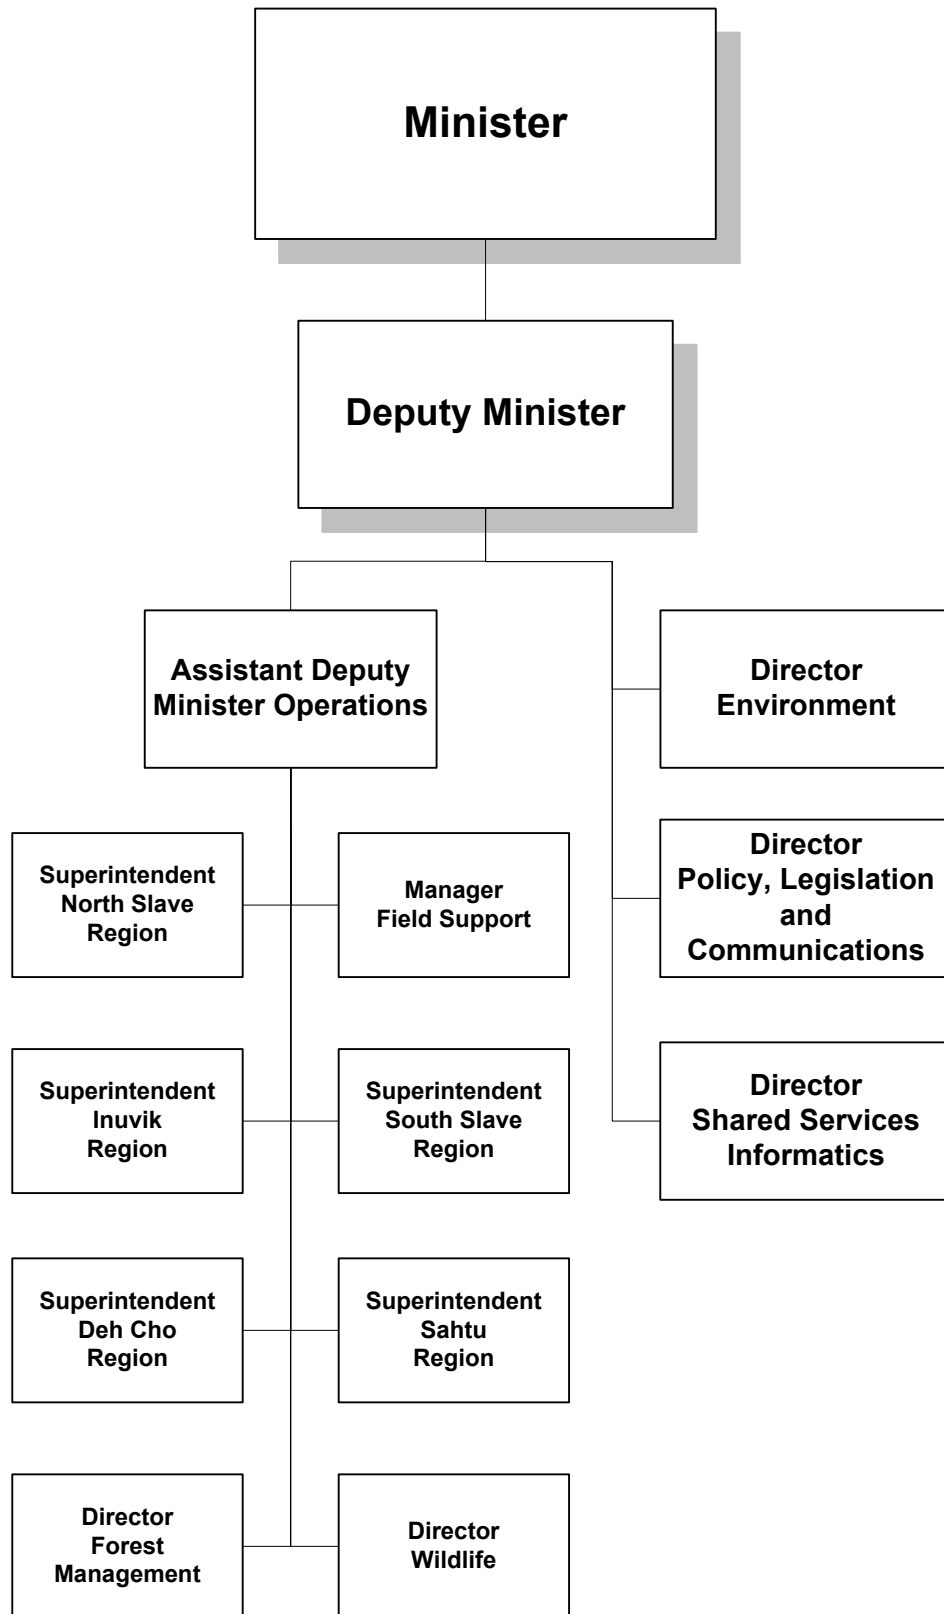 Minister
Deputy Minister
Assistant Deputy
Minister Operations
Director
Environment
Superintendent
North Slave
Region
Manager
Field Support
Director
Policy, Legislation
and
Communications
Superintendent
Inuvik
Region
Superintendent
South Slave
Region
Director
Shared Services
Informatics
Superintendent
Deh Cho
Region
Superintendent
Sahtu
Region
Director
Forest
Management
Director
Wildlife